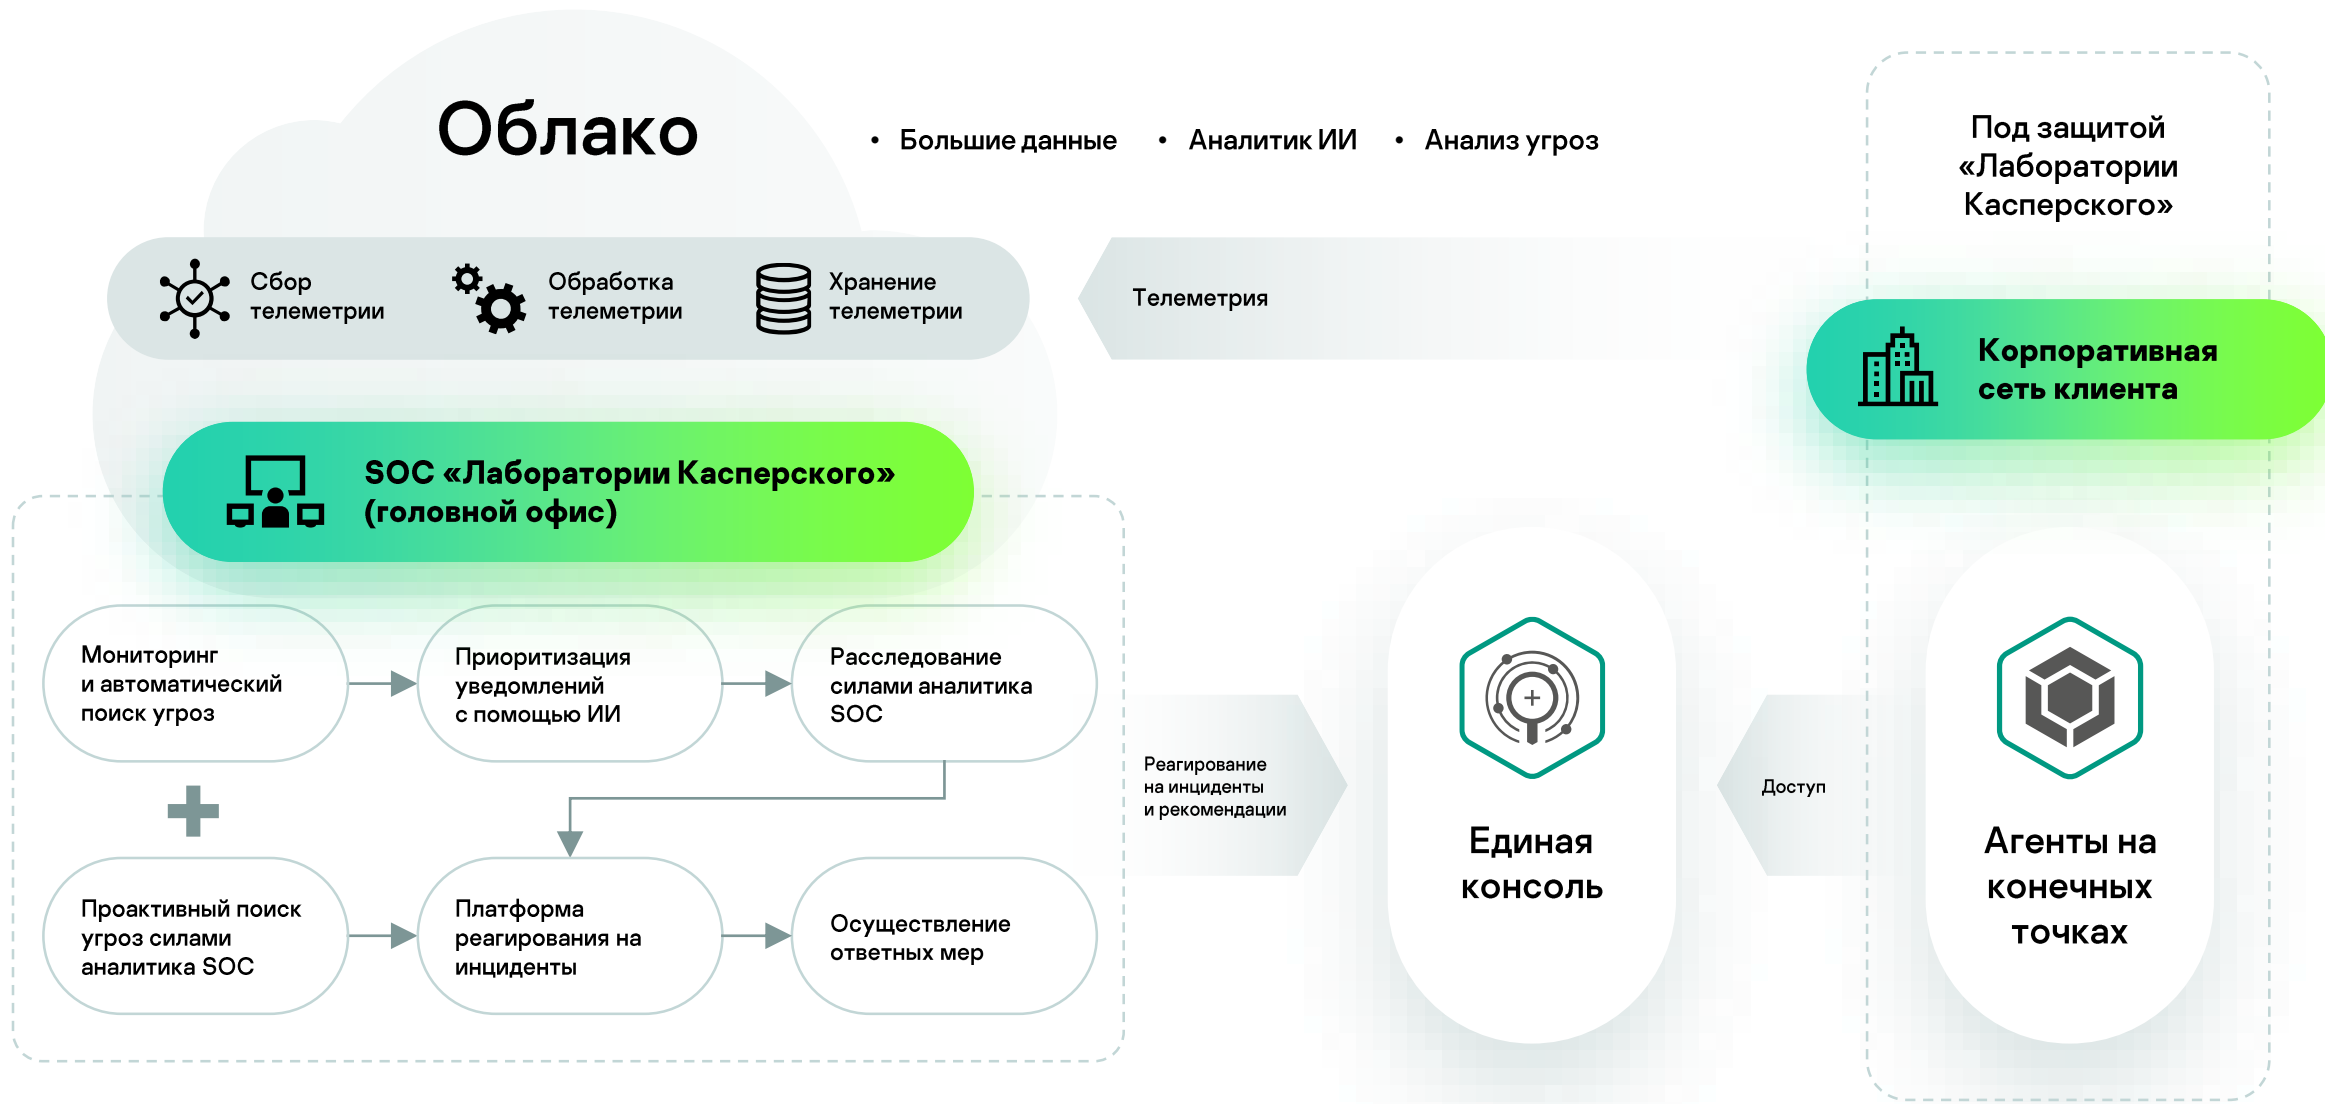 Облако
• Большие данные
• Аналитик ИИ
• Анализ угроз
Под защитой
«Лаборатории
Касперского»
Сбор
телеметрии
Обработка
телеметрии
Хранение
телеметрии
Телеметрия
Корпоративная
сеть клиента
SOC «Лаборатории Касперского»
(головной офис)
Мониторинг
и автоматический
поиск угроз
Приоритизация
уведомлений
с помощью ИИ
Расследование
силами аналитика
SOC
Проактивный поиск
угроз силами
аналитика SOC
Платформа
реагирования на
инциденты
Осуществление
ответных мер
Реагирование
на инциденты
и рекомендации
Единая
консоль
Доступ
Агенты на
конечных
точках